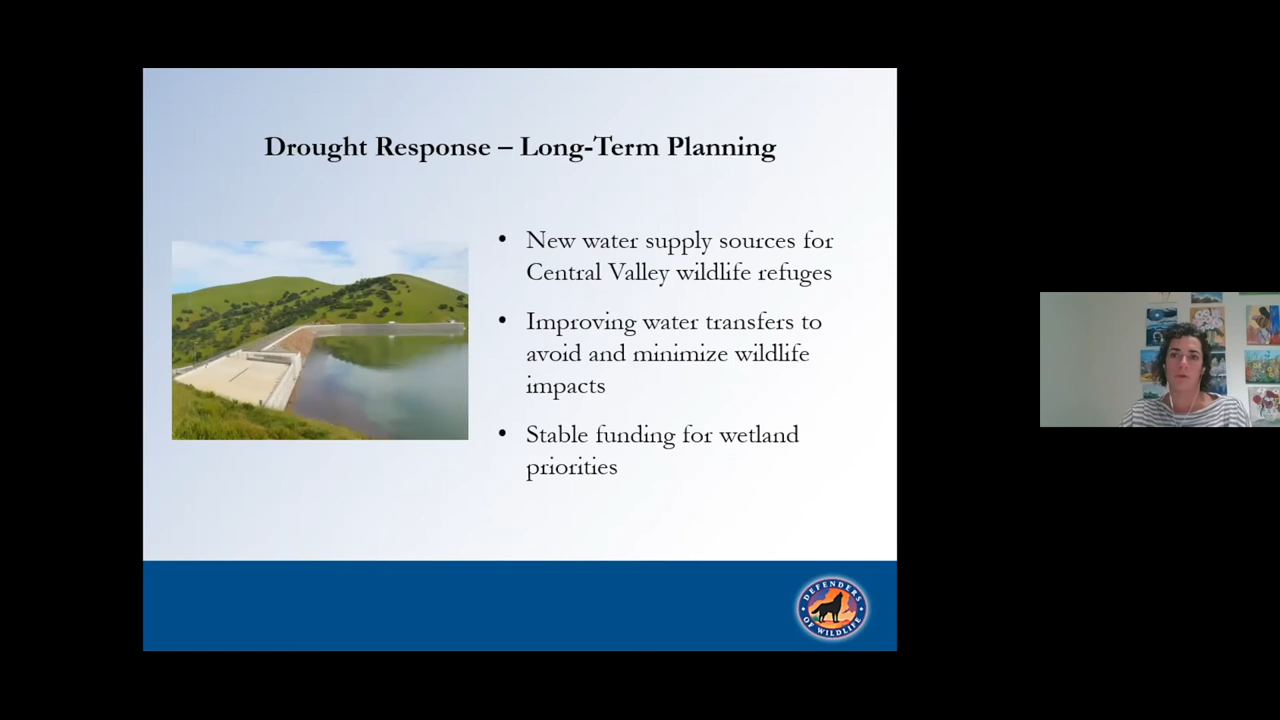 Drought Response – Long-Term Planning
• New water supply sources for
Central Valley wildlife refuges
• Improving water transfers to
avoid and minimize wildlife
impacts
• Stable funding for wetland
priorities
DEFENDERS
OF WILDLIFE